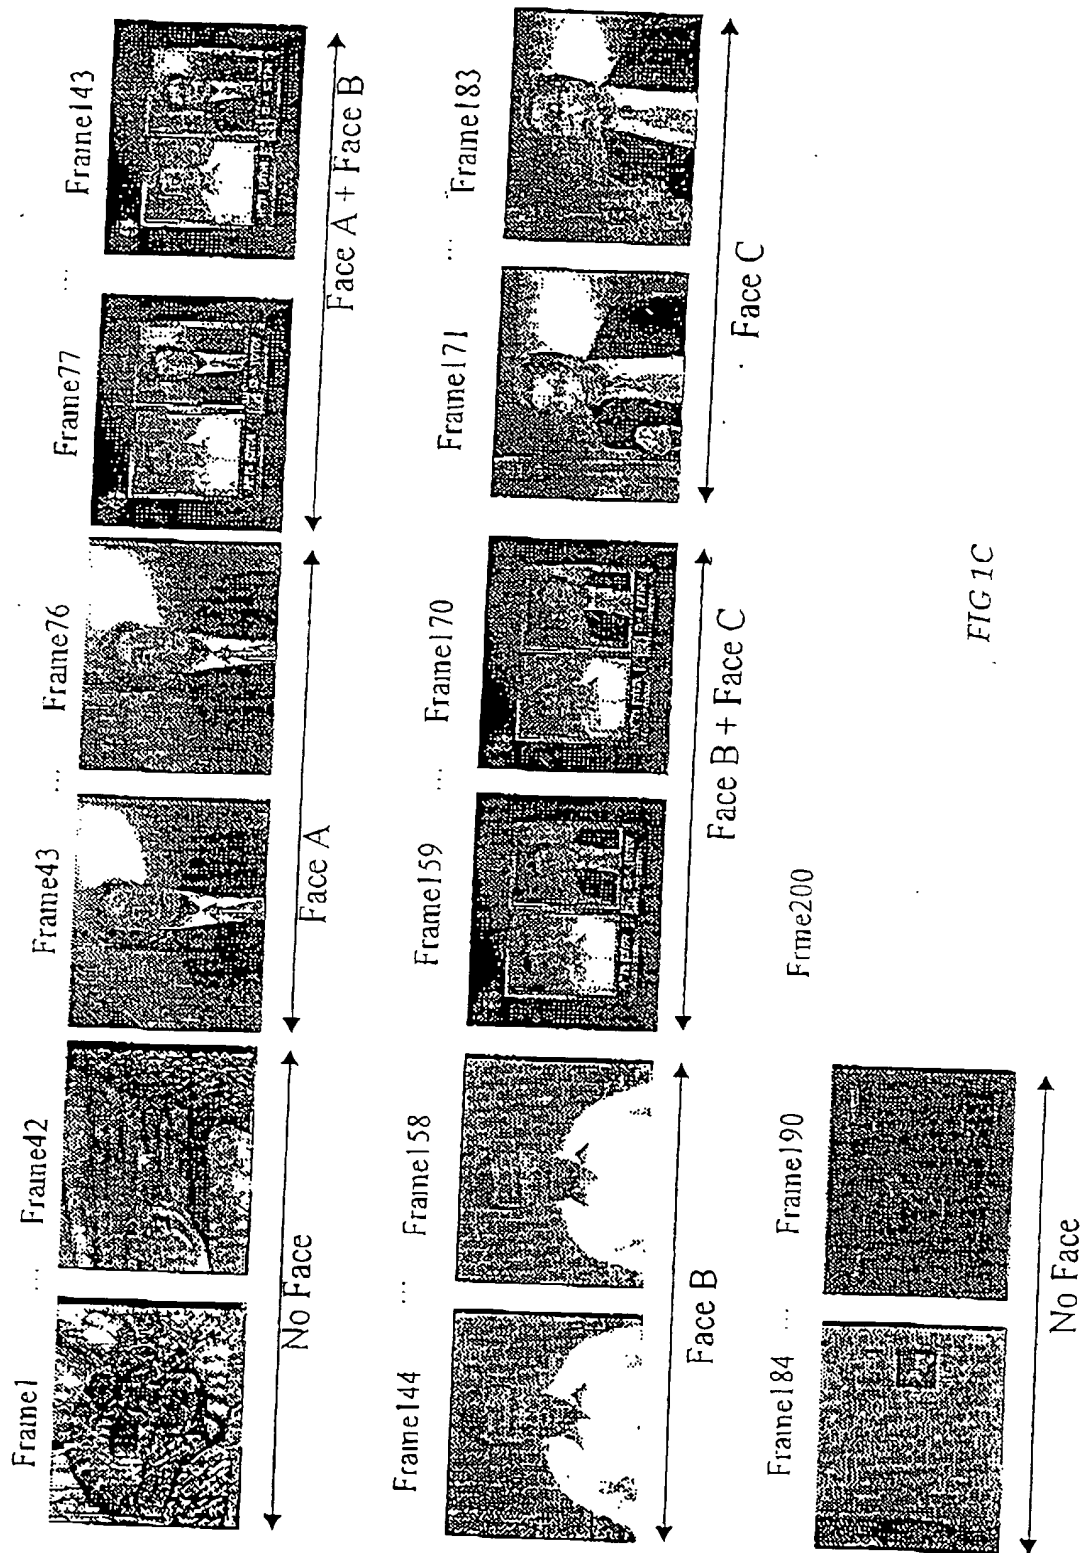 Frame1 ... Frame42 Frame43 ... Frame76 Frame77 ... Frame143
No Face Face A Face A + Face B
Frame144 ... Frame158 Frame159 ... Frame170 Frame171 ... Frame183
Face B Face B + Face C Face C
Frame184 ... Frame190 Frme200
No Face
FIG 1C